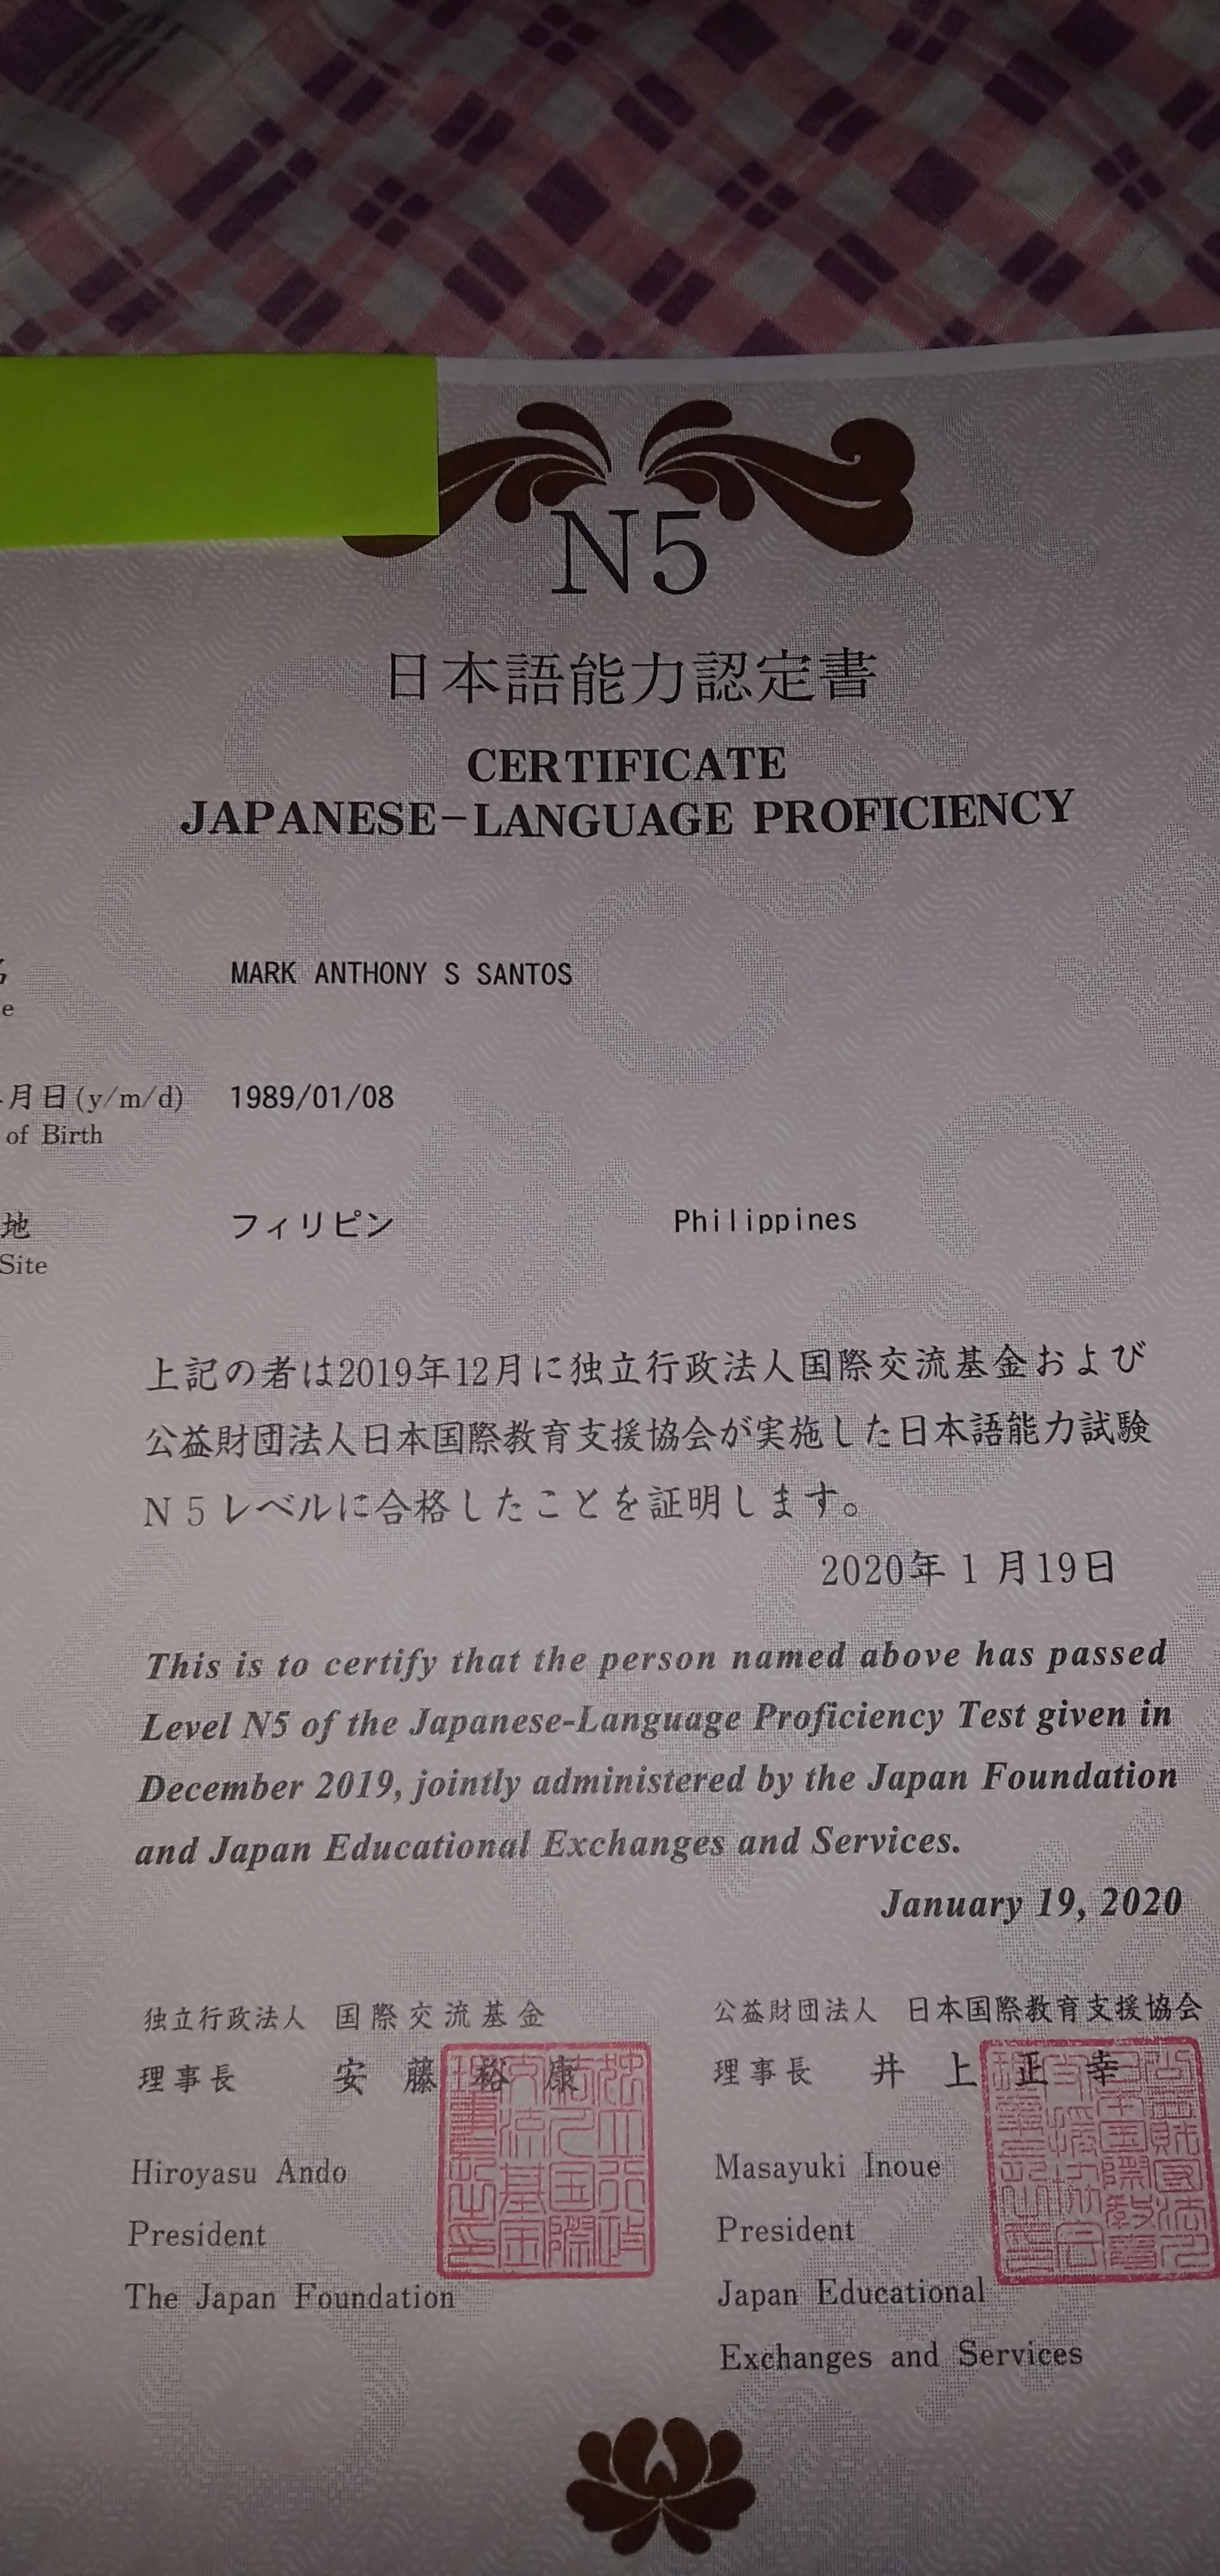 N5
日本語能力認定書
CERTIFICATE
JAPANESE-LANGUAGE PROFICIENCY
名 MARK ANTHONY S SANTOS
e
月日(y/m/d) 1989/01/08
of Birth
地 フィリピン Philippines
Site
上記の者は2019年12月に独立行政法人国際交流基金および
公益財団法人日本国際教育支援協会が実施した日本語能力試験
N5レベルに合格したことを証明します。
2020年1月19日
This is to certify that the person named above has passed
Level N5 of the Japanese-Language Proficiency Test given in
December 2019, jointly administered by the Japan Foundation
and Japan Educational Exchanges and Services.
January 19, 2020
独立行政法人 国際交流基金
理事長 安藤裕康
Hiroyasu Ando
President
The Japan Foundation
公益財団法人 日本国際教育支援協会
理事長 井上正幸
Masayuki Inoue
President
Japan Educational
Exchanges and Services